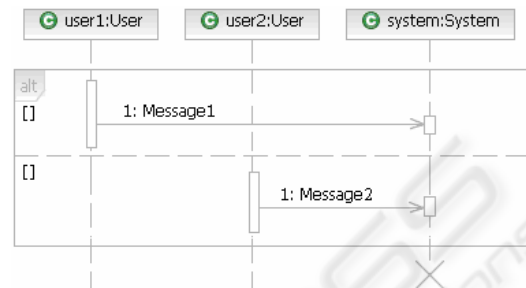 user1:User
user2:User
system:System
alt
[]
1: Message1
[]
1: Message2